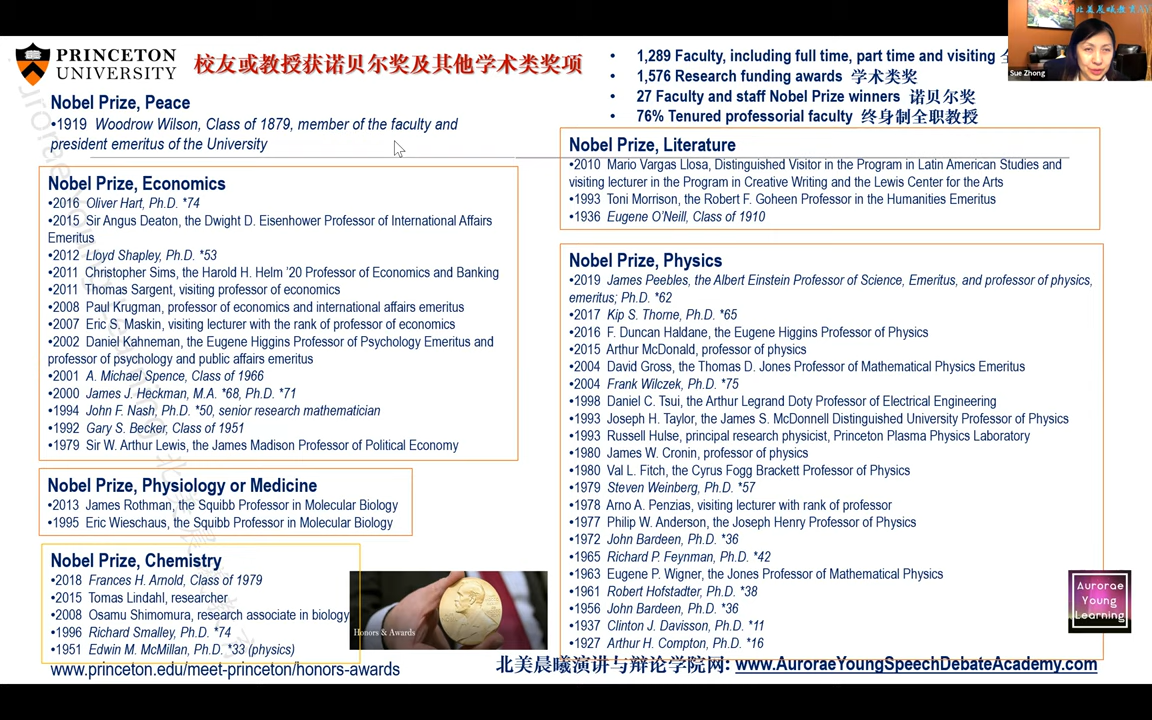 PRINCETON
UNIVERSITY
校友或教授获诺贝尔奖及其他学术类奖项
• 1,289 Faculty, including full time, part time and visiting
• 1,576 Research funding awards 学术类奖
• 27 Faculty and staff Nobel Prize winners 诺贝尔奖
• 76% Tenured professorial faculty 终身制全职教授
Sue Zhong
Nobel Prize, Peace
•1919 Woodrow Wilson, Class of 1879, member of the faculty and
president emeritus of the University
Nobel Prize, Economics
•2016 Oliver Hart, Ph.D. *74
•2015 Sir Angus Deaton, the Dwight D. Eisenhower Professor of International Affairs
Emeritus
•2012 Lloyd Shapley, Ph.D. *53
•2011 Christopher Sims, the Harold H. Helm ’20 Professor of Economics and Banking
•2011 Thomas Sargent, visiting professor of economics
•2008 Paul Krugman, professor of economics and international affairs emeritus
•2007 Eric S. Maskin, visiting lecturer with the rank of professor of economics
•2002 Daniel Kahneman, the Eugene Higgins Professor of Psychology Emeritus and
professor of psychology and public affairs emeritus
•2001 A. Michael Spence, Class of 1966
•2000 James J. Heckman, M.A. *68, Ph.D. *71
•1994 John F. Nash, Ph.D. *50, senior research mathematician
•1992 Gary S. Becker, Class of 1951
•1979 Sir W. Arthur Lewis, the James Madison Professor of Political Economy
Nobel Prize, Physiology or Medicine
•2013 James Rothman, the Squibb Professor in Molecular Biology
•1995 Eric Wieschaus, the Squibb Professor in Molecular Biology
Nobel Prize, Chemistry
•2018 Frances H. Arnold, Class of 1979
•2015 Tomas Lindahl, researcher
•2008 Osamu Shimomura, research associate in biology
•1996 Richard Smalley, Ph.D. *74
•1951 Edwin M. McMillan, Ph.D. *33 (physics)
www.princeton.edu/meet-princeton/honors-awards
Honors & Awards
Nobel Prize, Literature
•2010 Mario Vargas Llosa, Distinguished Visitor in the Program in Latin American Studies and
visiting lecturer in the Program in Creative Writing and the Lewis Center for the Arts
•1993 Toni Morrison, the Robert F. Goheen Professor in the Humanities Emeritus
•1936 Eugene O’Neill, Class of 1910
Nobel Prize, Physics
•2019 James Peebles, the Albert Einstein Professor of Science, Emeritus, and professor of physics,
emeritus; Ph.D. *62
•2017 Kip S. Thorne, Ph.D. *65
•2016 F. Duncan Haldane, the Eugene Higgins Professor of Physics
•2015 Arthur McDonald, professor of physics
•2004 David Gross, the Thomas D. Jones Professor of Mathematical Physics Emeritus
•2004 Frank Wilczek, Ph.D. *75
•1998 Daniel C. Tsui, the Arthur Legrand Doty Professor of Electrical Engineering
•1993 Joseph H. Taylor, the James S. McDonnell Distinguished University Professor of Physics
•1993 Russell Hulse, principal research physicist, Princeton Plasma Physics Laboratory
•1980 James W. Cronin, professor of physics
•1980 Val L. Fitch, the Cyrus Fogg Brackett Professor of Physics
•1979 Steven Weinberg, Ph.D. *57
•1978 Arno A. Penzias, visiting lecturer with rank of professor
•1977 Philip W. Anderson, the Joseph Henry Professor of Physics
•1972 John Bardeen, Ph.D. *36
•1965 Richard P. Feynman, Ph.D. *42
•1963 Eugene P. Wigner, the Jones Professor of Mathematical Physics
•1961 Robert Hofstadter, Ph.D. *38
•1956 John Bardeen, Ph.D. *36
•1937 Clinton J. Davisson, Ph.D. *11
•1927 Arthur H. Compton, Ph.D. *16
Aurorae
Young
Learning
北美晨曦演讲与辩论学院网: www.AuroraeYoungSpeechDebateAcademy.com